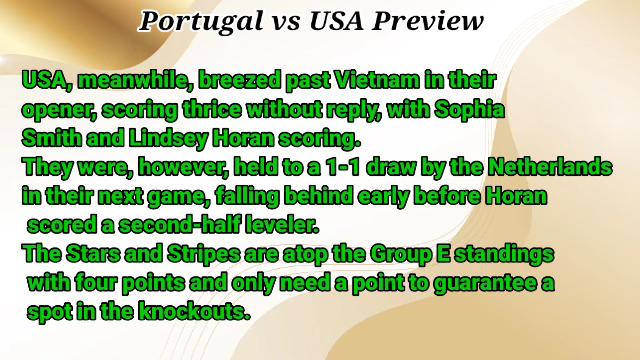 Portugal vs USA Preview
USA, meanwhile, breezed past Vietnam in their
opener, scoring thrice without reply, with Sophia
Smith and Lindsey Horan scoring.
They were, however, held to a 1-1 draw by the Netherlands
in their next game, falling behind early before Horan
scored a second-half leveler.
The Stars and Stripes are atop the Group E standings
with four points and only need a point to guarantee a
spot in the knockouts.